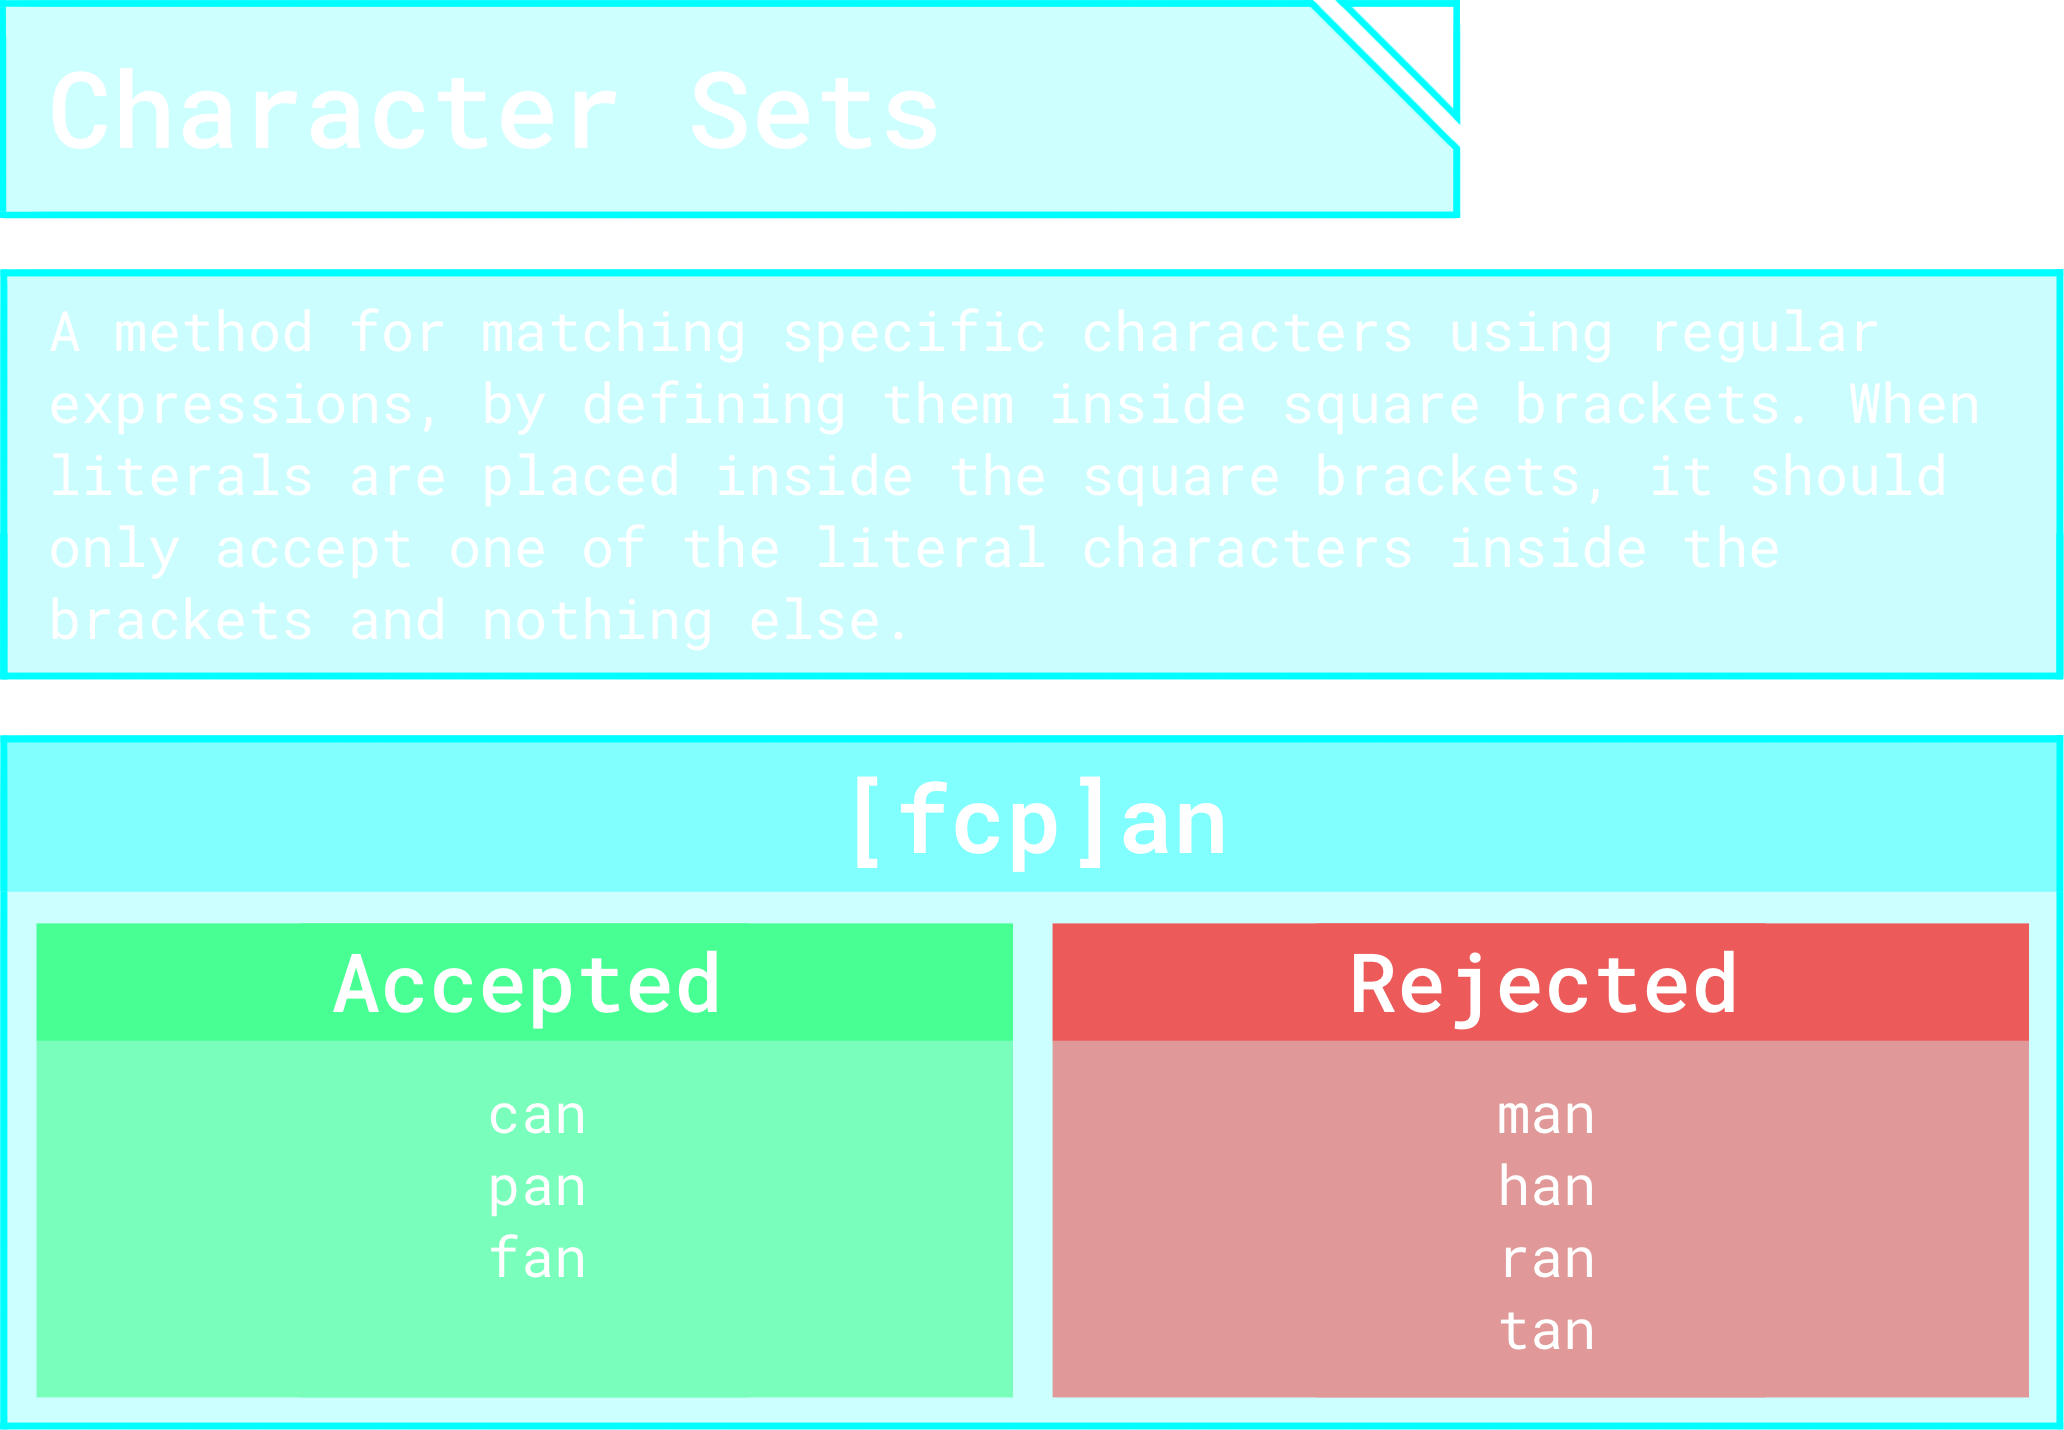 Character Sets
A method for matching specific characters using regular
expressions, by defining them inside square brackets. When
literals are placed inside the square brackets, it should
only accept one of the literal characters inside the
brackets and nothing else.
[fcp]an
Accepted
can
pan
fan
Rejected
man
han
ran
tan